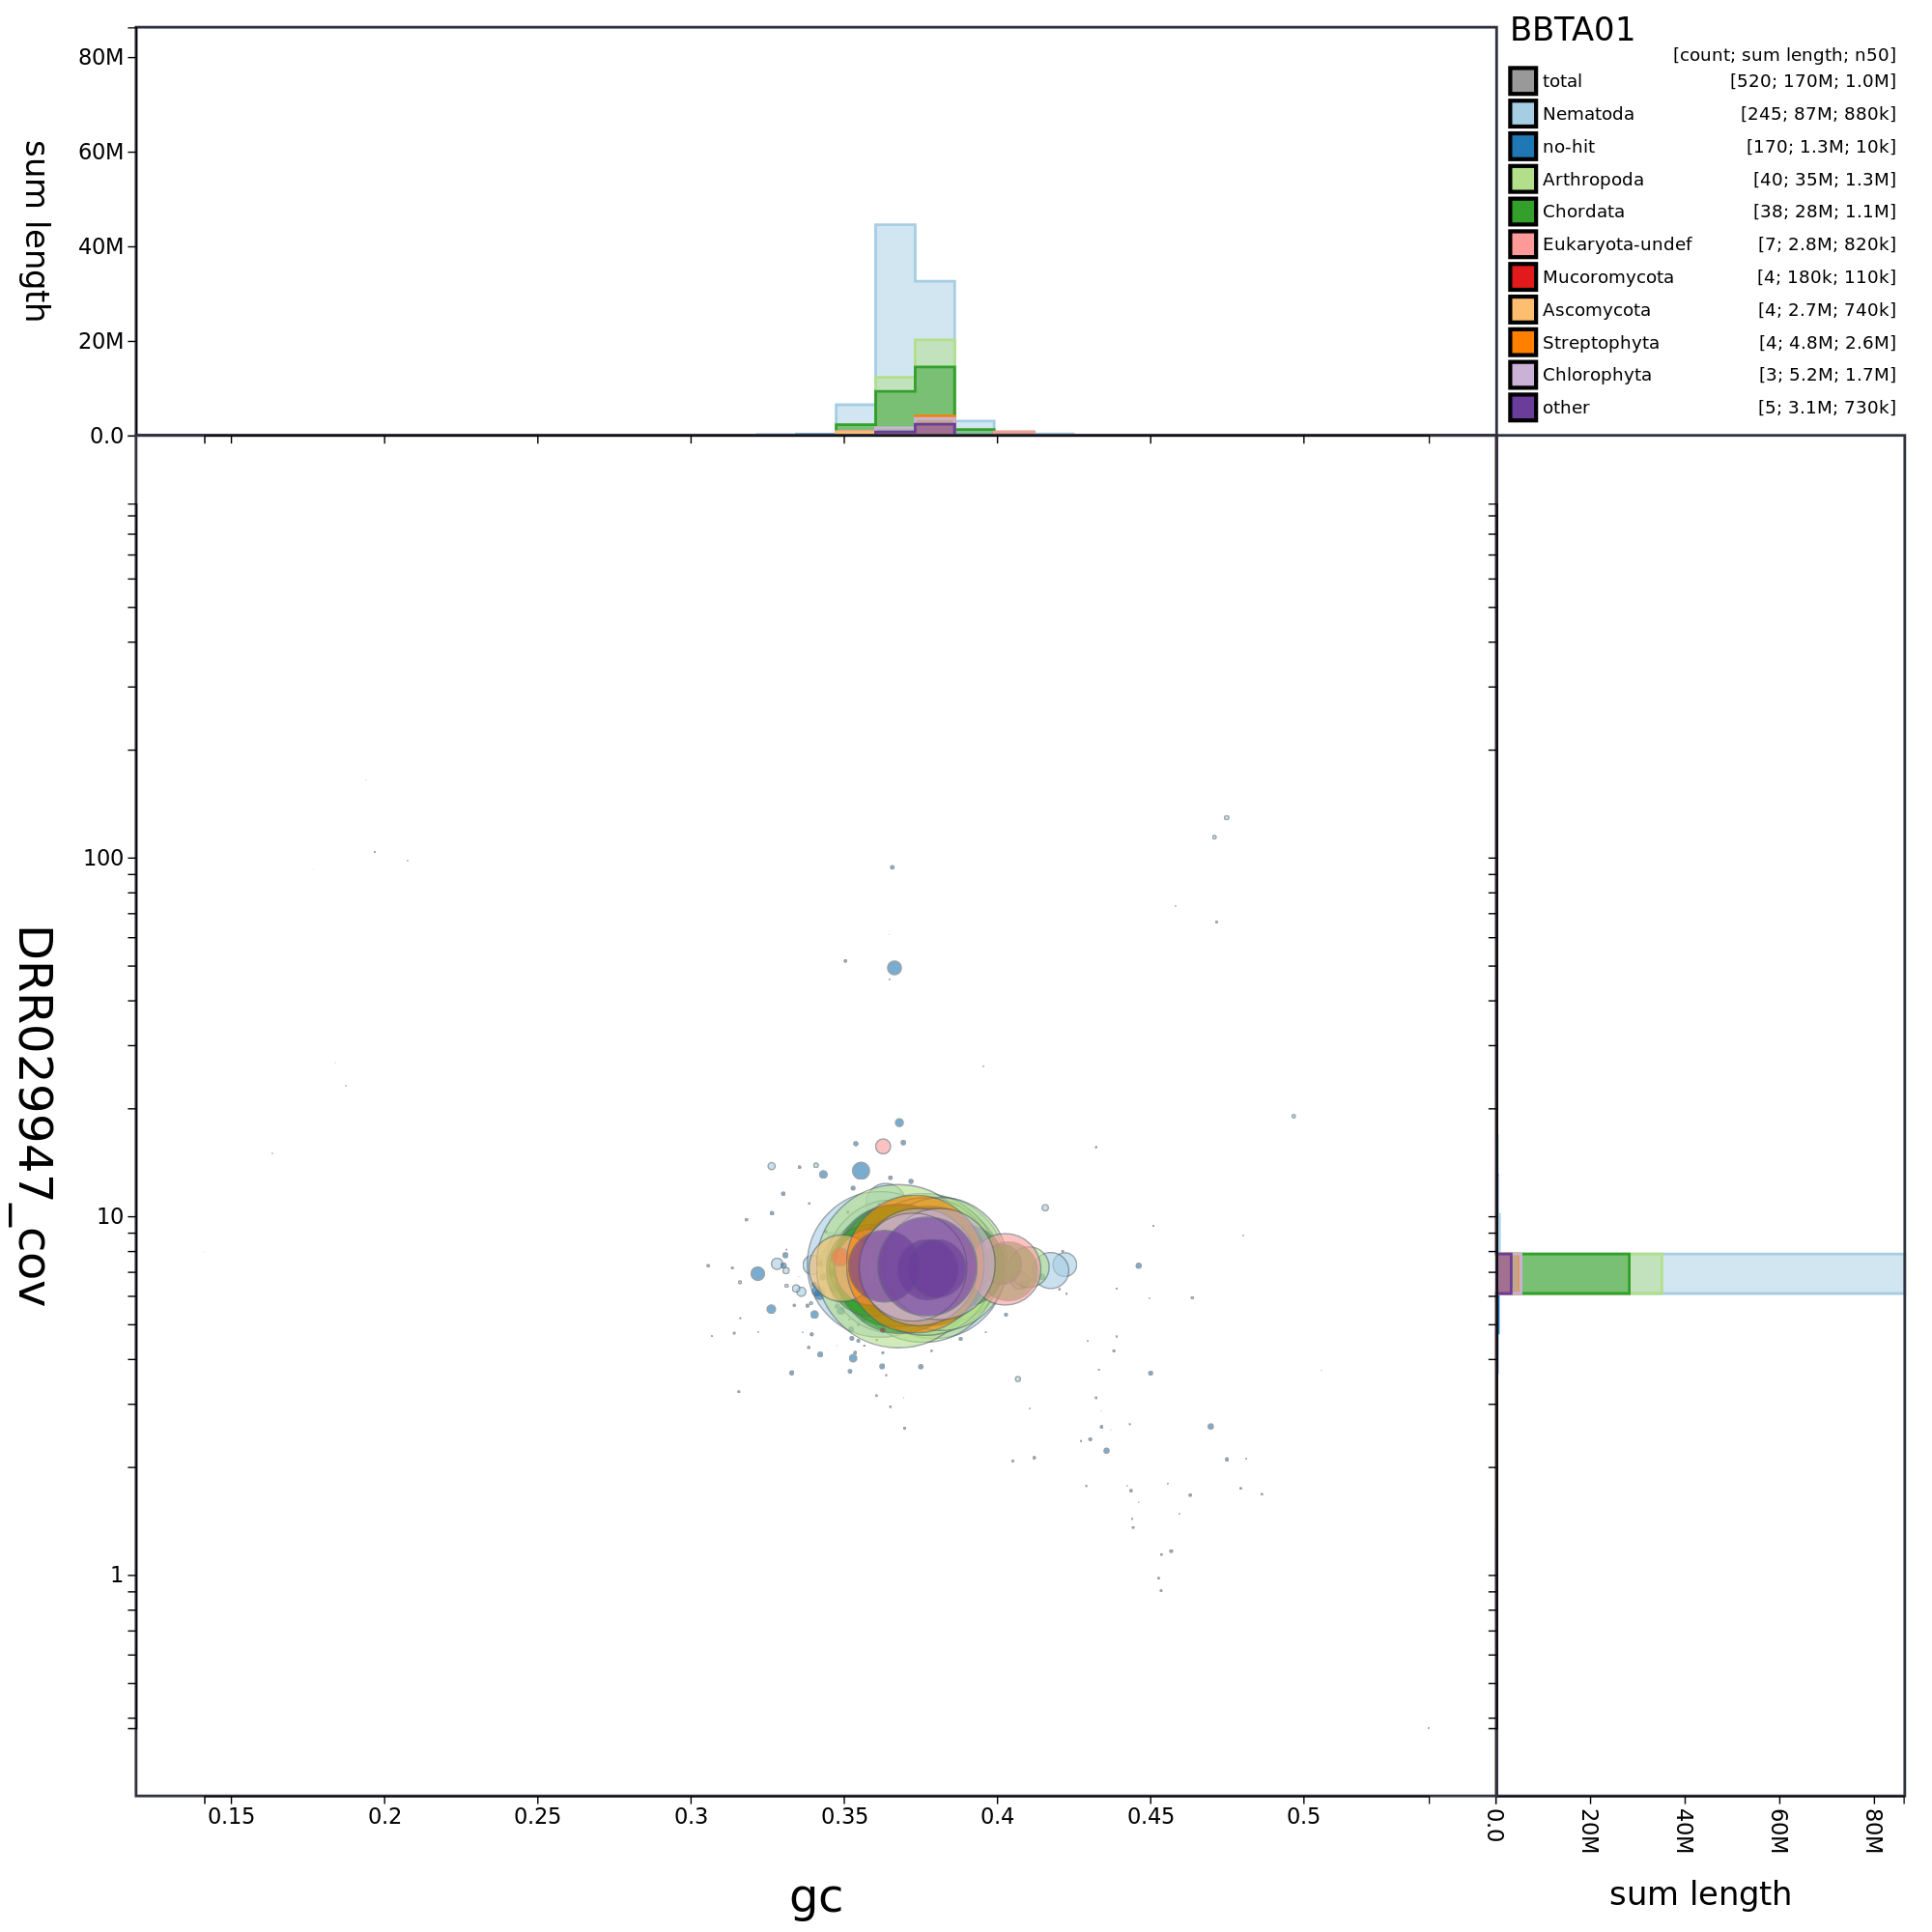 BBTA01
[count; sum length; n50]
total [520; 170M; 1.0M]
Nematoda [245; 87M; 880k]
no-hit [170; 1.3M; 10k]
Arthropoda [40; 35M; 1.3M]
Chordata [38; 28M; 1.1M]
Eukaryota-undef [7; 2.8M; 820k]
Mucoromycota [4; 180k; 110k]
Ascomycota [4; 2.7M; 740k]
Streptophyta [4; 4.8M; 2.6M]
Chlorophyta [3; 5.2M; 1.7M]
other [5; 3.1M; 730k]
sum length
80M
60M
40M
20M
0.0
DRR029947_cov
100
10
1
0.15 0.2 0.25 0.3 0.35 0.4 0.45 0.5
gc
0.0 20M 40M 60M 80M
sum length